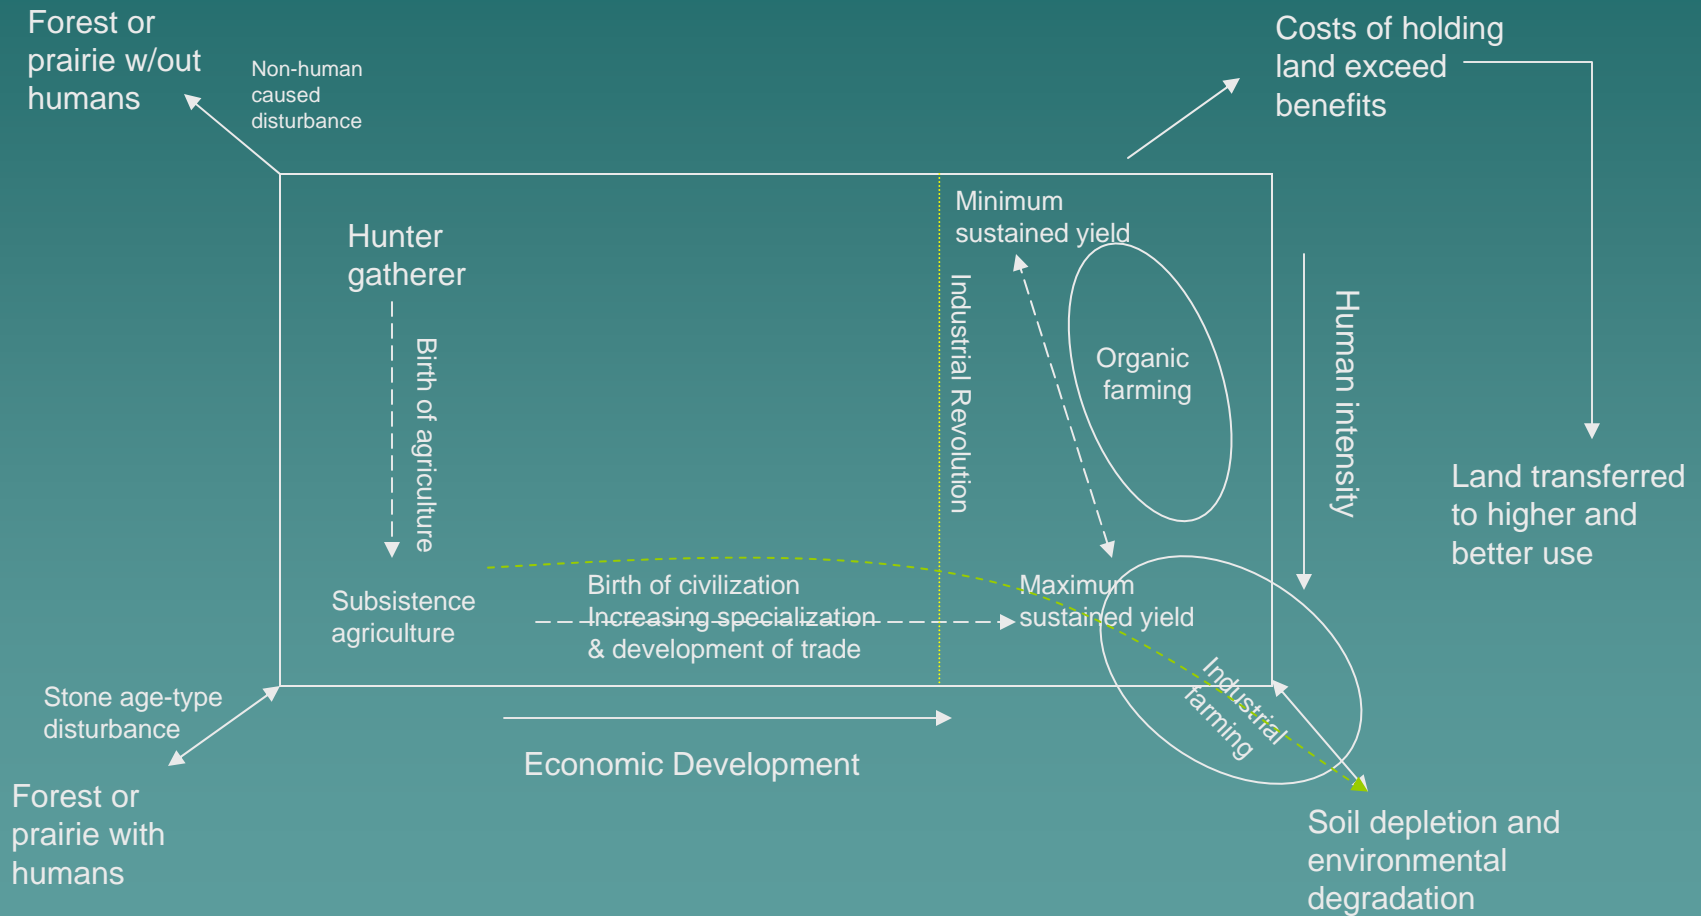 Forest or
prairie w/out
humans
Non-human
caused
disturbance
Costs of holding
land exceed
benefits
Hunter
gatherer
Birth of agriculture
Subsistence
agriculture
Birth of civilization
Increasing specialization
& development of trade
Industrial Revolution
Minimum
sustained yield
Organic
farming
Maximum
sustained yield
Industrial
farming
Human intensity
Land transferred
to higher and
better use
Stone age-type
disturbance
Forest or
prairie with
humans
Economic Development
Soil depletion and
environmental
degradation